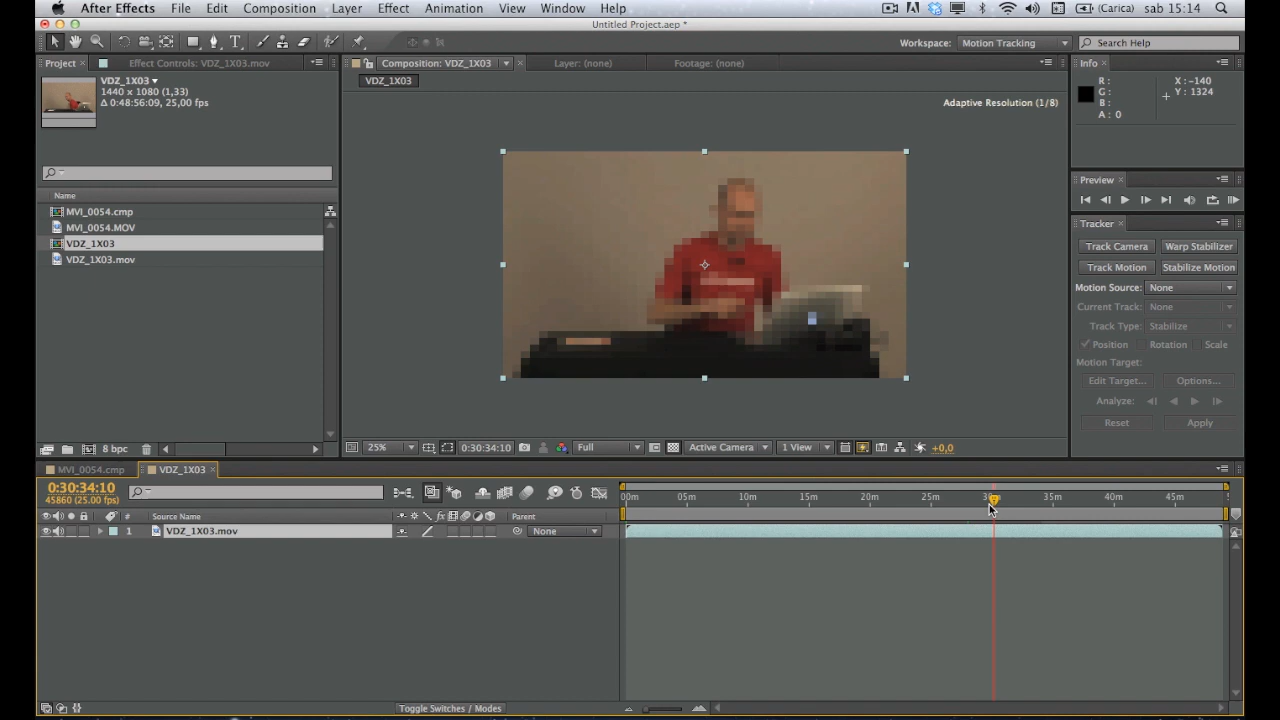 After Effects File Edit Composition Layer Effect Animation View Window Help (Carica) sab 15:14
Untitled Project.aep *
T Workspace: Motion Tracking Search Help
Project × Effect Controls: VDZ_1X03.mov Composition: VDZ_1X03 × Layer: (none) Footage: (none) Info ×
VDZ_1X03
1440 x 1080 (1,33)
Δ 0:48:56:09, 25,00 fps
VDZ_1X03
Adaptive Resolution (1/8)
R :
G :
B :
A : 0
X : -140
Y : 1324
Preview ×
Name
MVI_0054.cmp
MVI_0054.MOV
VDZ_1X03
VDZ_1X03.mov
Tracker ×
Track Camera Warp Stabilizer
Track Motion Stabilize Motion
Motion Source: None
Current Track: None
Track Type: Stabilize
Position Rotation Scale
Motion Target:
Edit Target... Options...
Analyze:
Reset Apply
8 bpc 25% 0:30:34:10 Full Active Camera 1 View +0,0
MVI_0054.cmp VDZ_1X03 ×
0:30:34:10
45860 (25.00 fps)
00m 05m 10m 15m 20m 25m 30m 35m 40m 45m
# Source Name fx Parent
1 VDZ_1X03.mov None
Toggle Switches / Modes